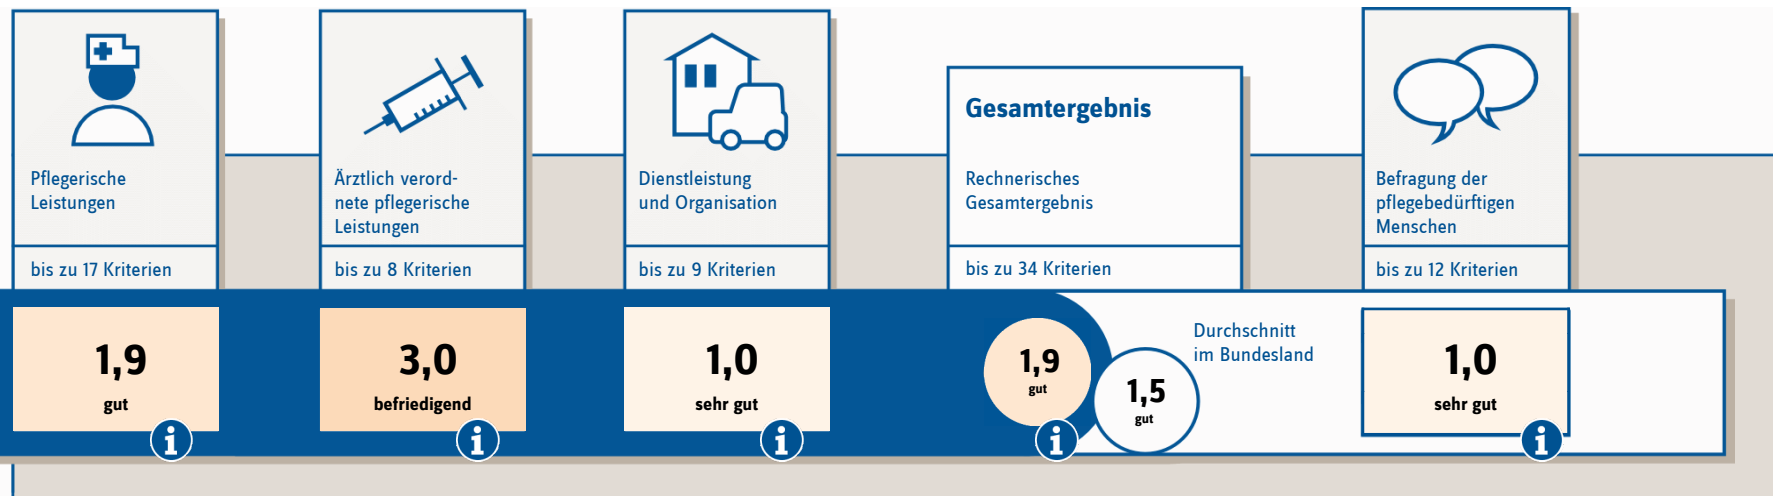 Pflegerische
Leistungen
bis zu 17 Kriterien
1,9
gut
i
Ärztlich verord-
nete pflegerische
Leistungen
bis zu 8 Kriterien
3,0
befriedigend
i
Dienstleistung
und Organisation
bis zu 9 Kriterien
1,0
sehr gut
i
Gesamtergebnis
Rechnerisches
Gesamtergebnis
bis zu 34 Kriterien
1,9
gut
i
1,5
gut
Durchschnitt
im Bundesland
Befragung der
pflegebedürftigen
Menschen
bis zu 12 Kriterien
1,0
sehr gut
i